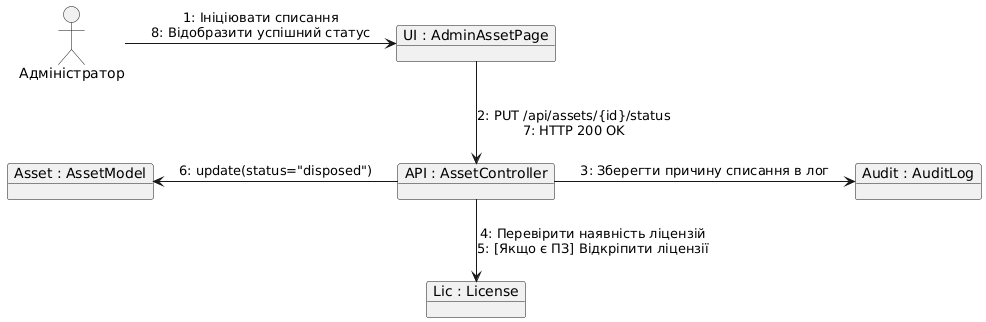 1: Ініціювати списання
8: Відобразити успішний статус
UI : AdminAssetPage
Адміністратор
2: PUT /api/assets/{id}/status
7: HTTP 200 OK
Asset : AssetModel
6: update(status="disposed")
API : AssetController
3: Зберегти причину списання в лог
Audit : AuditLog
4: Перевірити наявність ліцензій
5: [Якщо є ПЗ] Відкріпити ліцензії
Lic : License